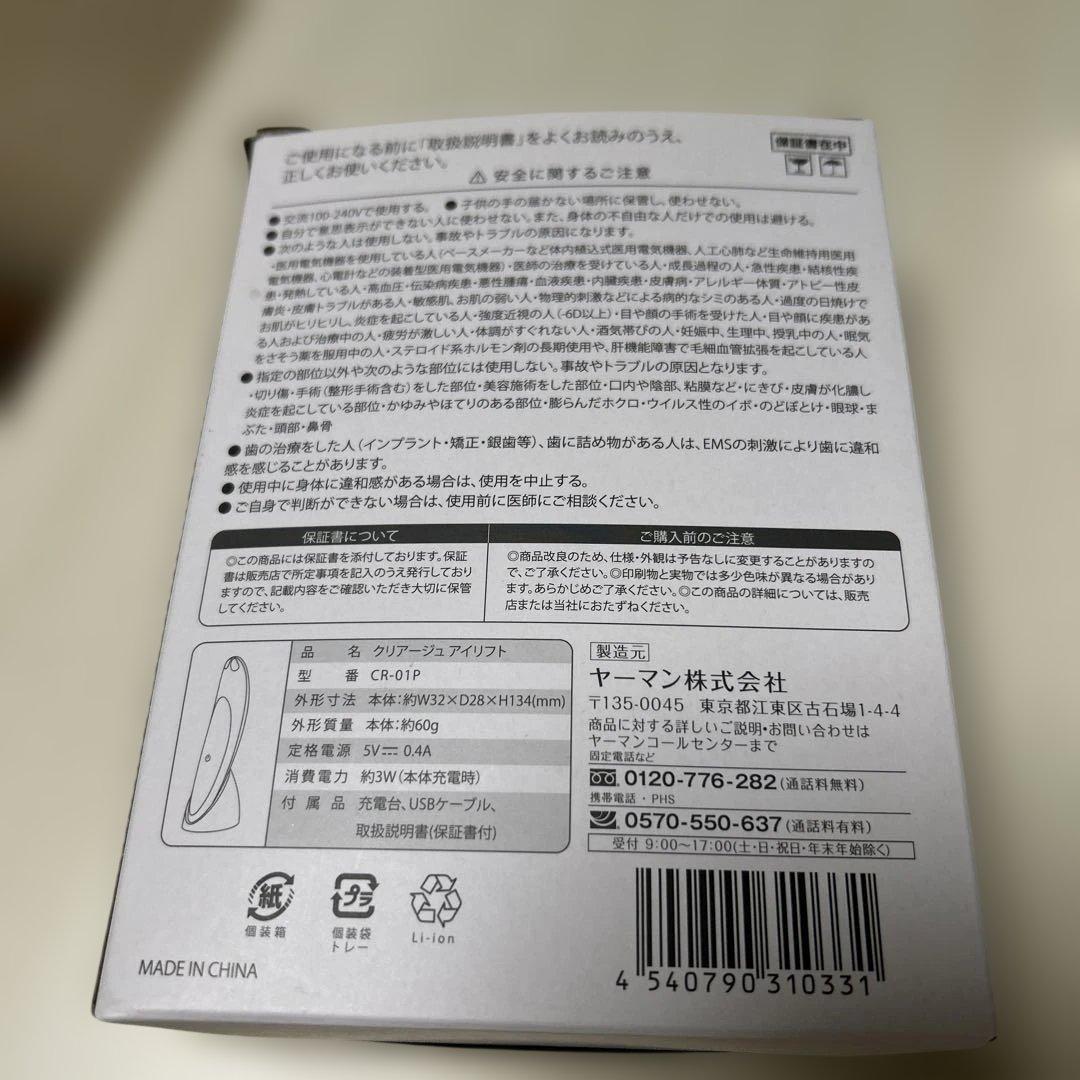 ご使用になる前に「取扱説明書」をよくお読みのうえ、
正しくお使いください。
保証書在中
⚠ 安全に関するご注意
●交流100-240Vで使用する。 ●子供の手の届かない場所に保管し、使わせない。
●自分で意思表示ができない人に使わせない。また、身体の不自由な人だけでの使用は避ける。
●次のような人は使用しない。事故やトラブルの原因になります。
・医用電気機器を使用している人(ペースメーカーなど体内植込式医用電気機器、人工心肺など生命維持用医用
電気機器、心電計などの装着型医用電気機器)・医師の治療を受けている人・成長過程の人・急性疾患・結核性疾
患・発熱している人・高血圧・伝染病疾患・悪性腫瘍・血液疾患・内臓疾患・皮膚病・アレルギー体質・アトピー性皮
膚炎・皮膚トラブルがある人・敏感肌、お肌の弱い人・物理的刺激などによる病的なシミのある人・過度の日焼けで
お肌がヒリヒリし、炎症を起こしている人・強度近視の人(-6D以上)・目や顔の手術を受けた人・目や顔に疾患があ
る人および治療中の人・疲労が激しい人・体調がすぐれない人・酒気帯びの人・妊娠中、生理中、授乳中の人・眠気
をさそう薬を服用中の人・ステロイド系ホルモン剤の長期使用や、肝機能障害で毛細血管拡張を起こしている人
●指定の部位以外や次のような部位には使用しない。事故やトラブルの原因となります。
・切り傷・手術(整形手術含む)をした部位・美容施術をした部位・口内や陰部、粘膜など・にきび・皮膚が化膿し
炎症を起こしている部位・かゆみやほてりのある部位・膨らんだホクロ・ウイルス性のイボ・のどぼとけ・眼球・ま
ぶた・頭部・鼻骨
●歯の治療をした人(インプラント・矯正・銀歯等)、歯に詰め物がある人は、EMSの刺激により歯に違和
感を感じることがあります。
●使用中に身体に違和感がある場合は、使用を中止する。
●ご自身で判断ができない場合は、使用前に医師にご相談ください。
保証書について
◎この商品には保証書を添付しております。保証
書は販売店で所定事項を記入のうえ発行しており
ますので、記載内容をご確認いただき大切に保管
してください。
ご購入前のご注意
◎商品改良のため、仕様・外観は予告なしに変更することがありますの
で、ご了承ください。◎印刷物と実物では多少色味が異なる場合があり
ます。あらかじめご了承ください。◎この商品の詳細については、販売
店または当社におたずねください。
品 名 クリアージュ アイリフト
型 番 CR-01P
外形寸法 本体：約W32×D28×H134(mm)
外形質量 本体：約60g
定格電源 5V⎓ 0.4A
消費電力 約3W(本体充電時)
付属品 充電台、USBケーブル、
取扱説明書(保証書付)
製造元
ヤーマン株式会社
〒135-0045 東京都江東区古石場1-4-4
商品に対する詳しいご説明・お問い合わせは
ヤーマンコールセンターまで
固定電話など
0120-776-282(通話料無料)
携帯電話・PHS
0570-550-637(通話料有料)
受付 9:00〜17:00(土・日・祝日・年末年始除く)
紙
個装箱
プラ
個装袋
トレー
Li-ion
MADE IN CHINA
4 540790 310331